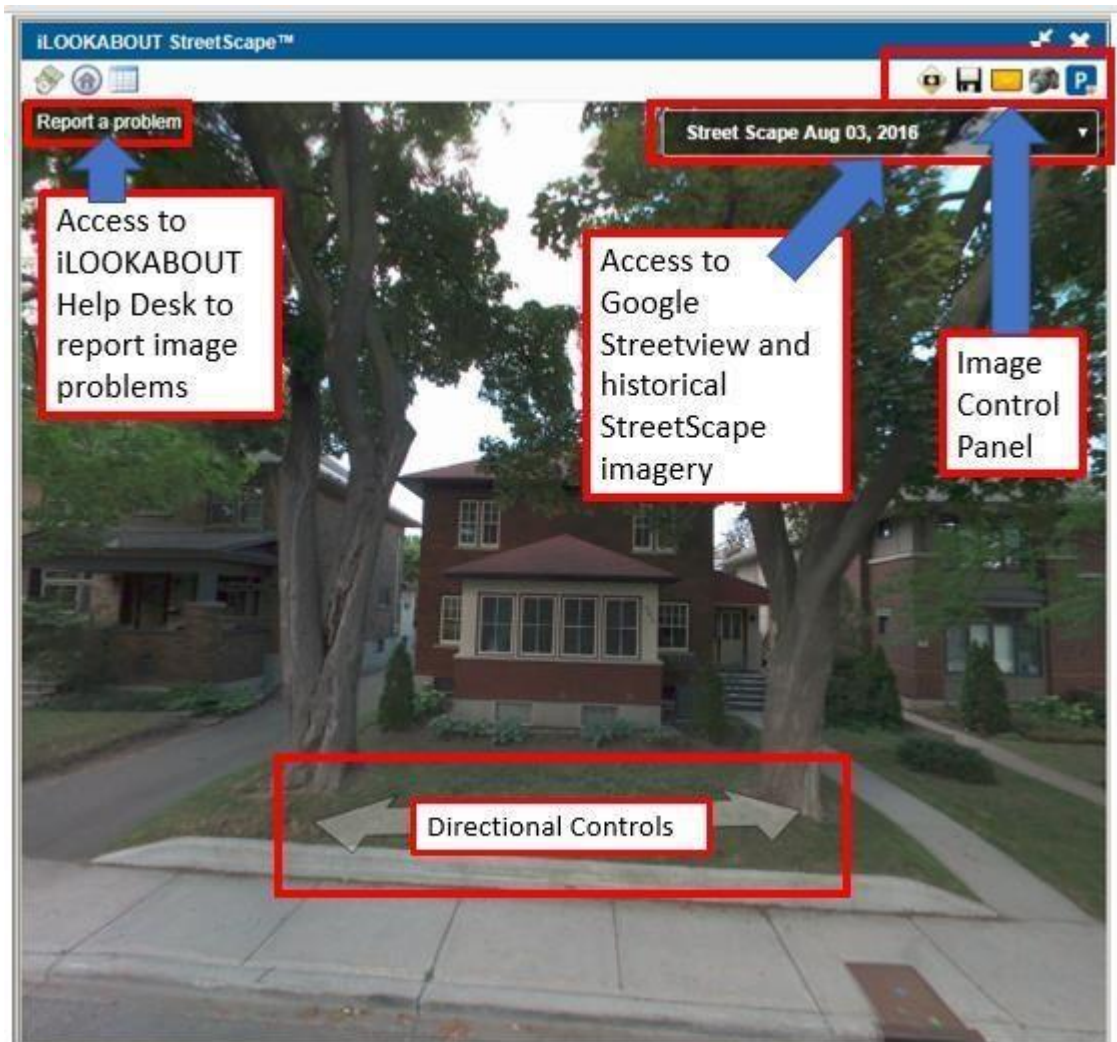 iLOOKABOUT StreetScape™
P
Report a problem
Street Scape Aug 03, 2016
Access to
iLOOKABOUT
Help Desk to
report image
problems
Access to
Google
Streetview and
historical
StreetScape
imagery
Image
Control
Panel
Directional Controls